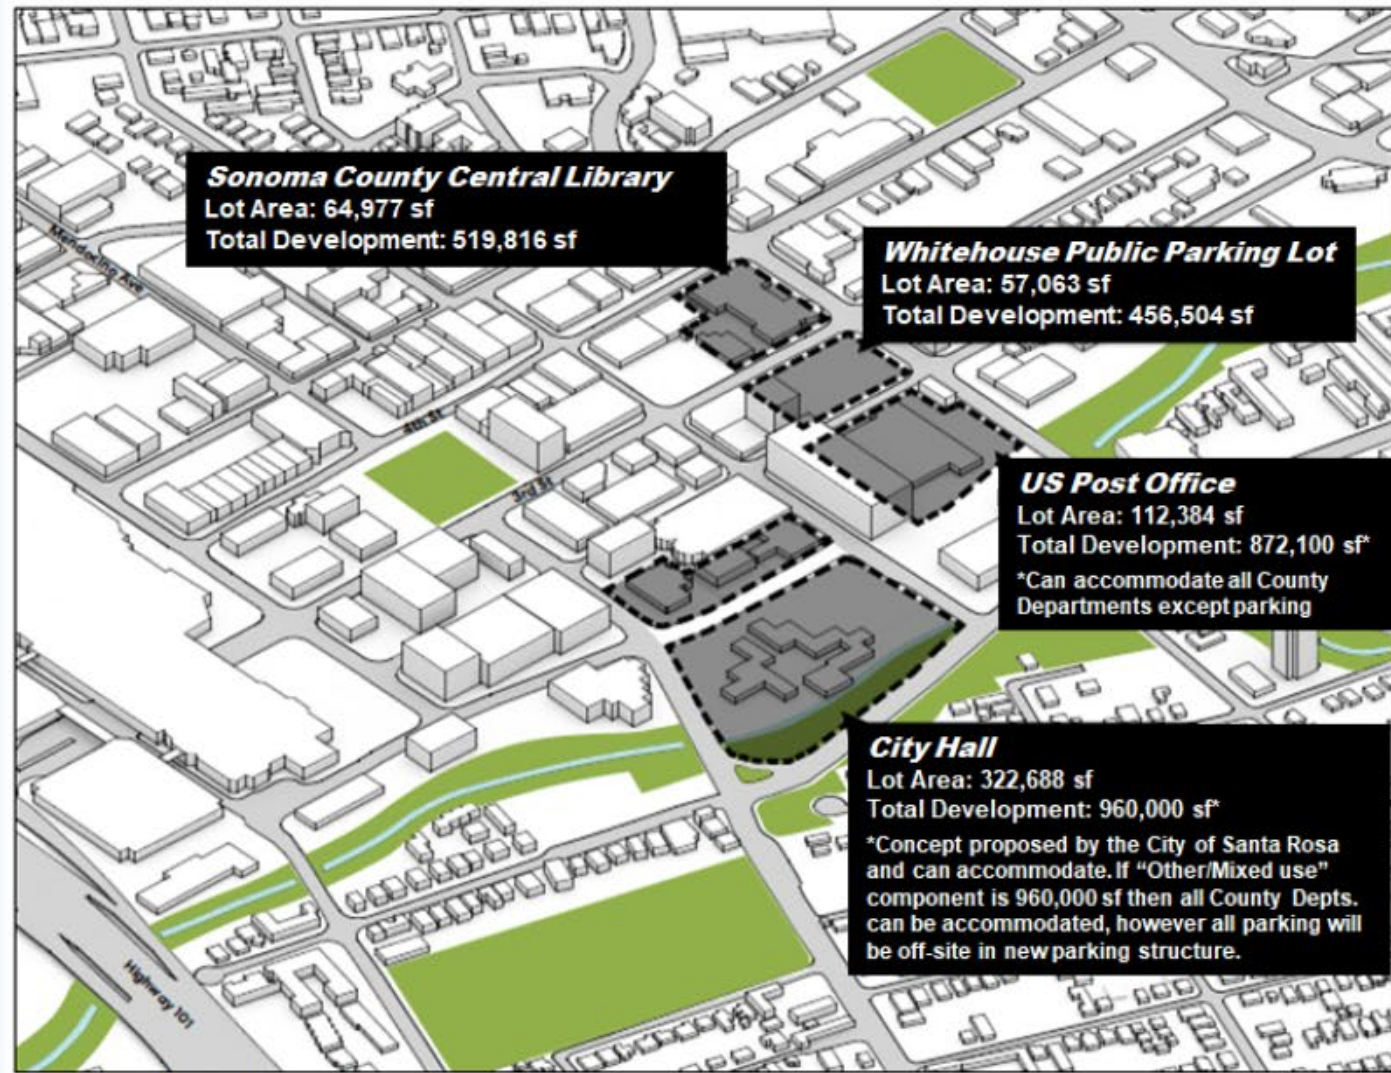 Sonoma County Central Library
Lot Area: 64,977 sf
Total Development: 519,816 sf
Whitehouse Public Parking Lot
Lot Area: 57,063 sf
Total Development: 456,504 sf
Mendocino Ave
4th St
3rd St
US Post Office
Lot Area: 112,384 sf
Total Development: 872,100 sf*
*Can accommodate all County
Departments except parking
City Hall
Lot Area: 322,688 sf
Total Development: 960,000 sf*
*Concept proposed by the City of Santa Rosa
and can accommodate. If “Other/Mixed use”
component is 960,000 sf then all County Depts.
can be accommodated, however all parking will
be off-site in new parking structure.
Highway 101